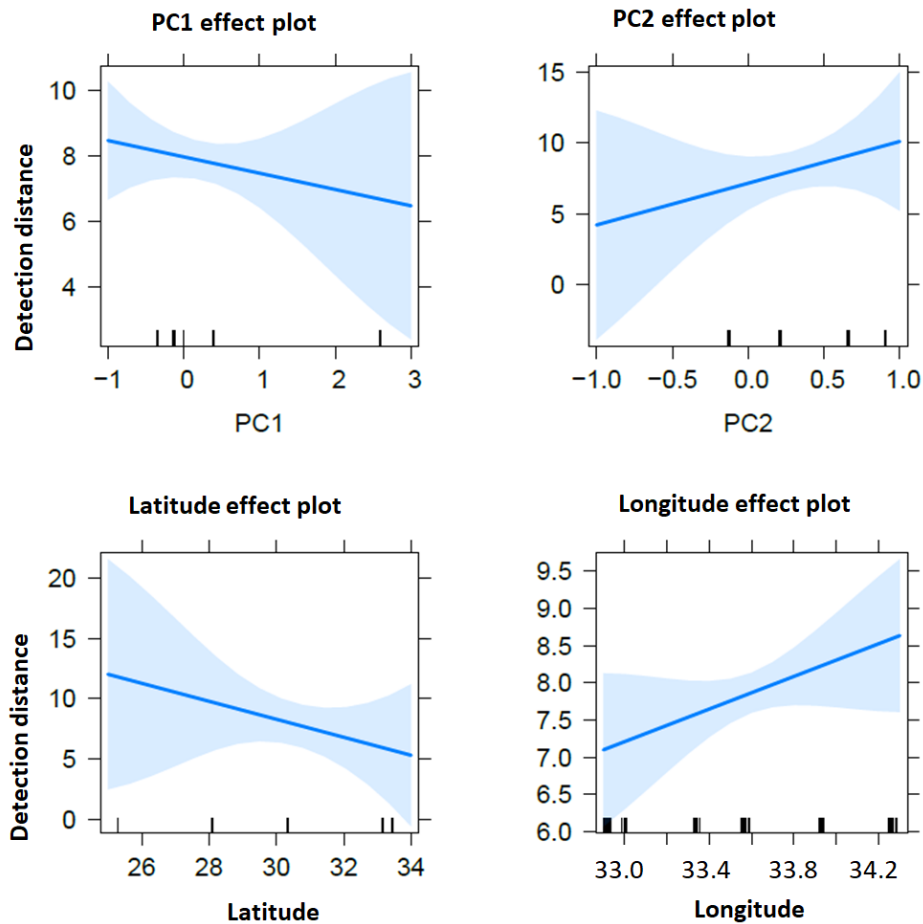 PC1 effect plot
Detection distance
10
8
6
4
−1 0 1 2 3
PC1
PC2 effect plot
15
10
5
0
−1.0 −0.5 0.0 0.5 1.0
PC2
Latitude effect plot
Detection distance
20
15
10
5
0
26 28 30 32 34
Latitude
Longitude effect plot
9.5
9.0
8.5
8.0
7.5
7.0
6.5
6.0
33.0 33.4 33.8 34.2
Longitude